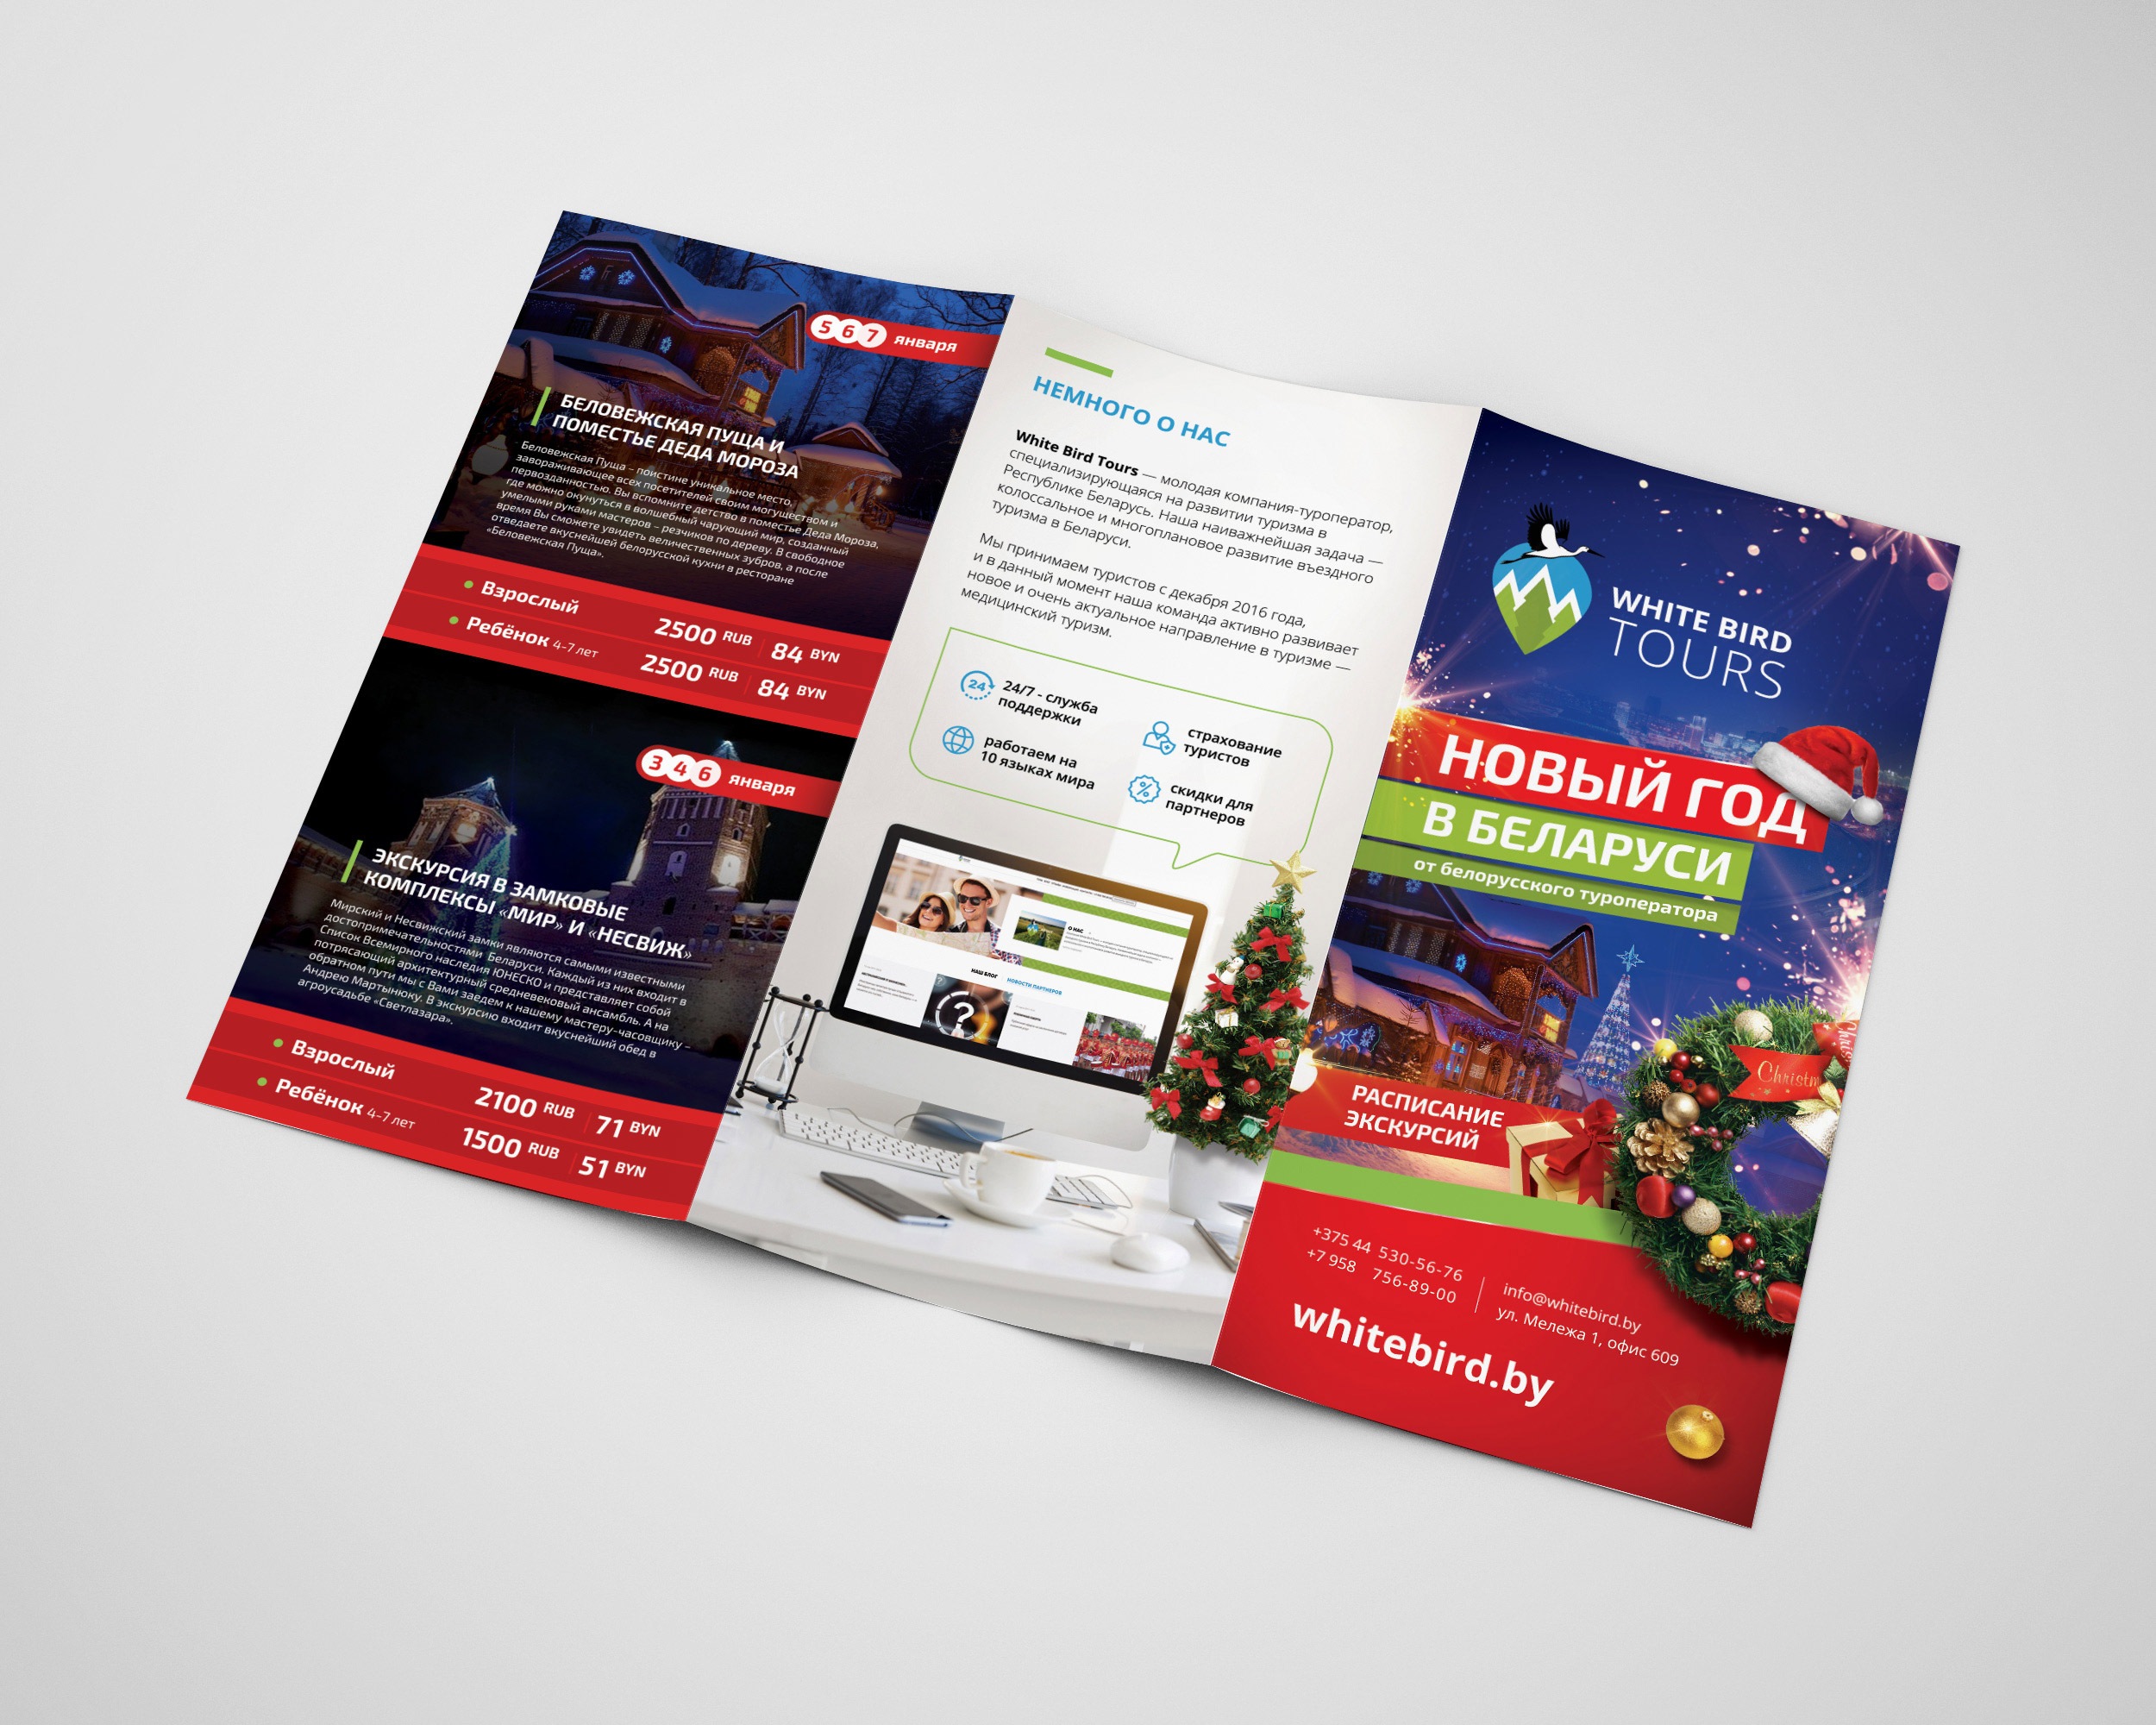 5 6 7 января
БЕЛОВЕЖСКАЯ ПУЩА И
ПОМЕСТЬЕ ДЕДА МОРОЗА
Беловежская Пуща – поистине уникальное место,
завораживающее всех посетителей своим могуществом и
первозданностью. Вы вспомните детство в поместье Деда Мороза,
где можно окунуться в волшебный чарующий мир, созданный
умелыми руками мастеров – резчиков по дереву. В свободное
время Вы сможете увидеть величественных зубров, а после
отведаете вкуснейшей белорусской кухни в ресторане
«Беловежская Пуща».
Взрослый 2500 RUB 84 BYN
Ребёнок 4-7 лет 2500 RUB 84 BYN
3 4 6 января
ЭКСКУРСИЯ В ЗАМКОВЫЕ
КОМПЛЕКСЫ «МИР» И «НЕСВИЖ»
Мирский и Несвижский замки являются самыми известными
достопримечательностями Беларуси. Каждый из них входит в
Список Всемирного наследия ЮНЕСКО и представляет собой
потрясающий архитектурный средневековый ансамбль. А на
обратном пути мы с Вами заедем к нашему мастеру-часовщику –
Андрею Мартынюку. В экскурсию входит вкуснейший обед в
агроусадьбе «Светлазара».
Взрослый 2100 RUB 71 BYN
Ребёнок 4-7 лет 1500 RUB 51 BYN
НЕМНОГО О НАС
White Bird Tours — молодая компания-туроператор,
специализирующаяся на развитии туризма в
Республике Беларусь. Наша наиважнейшая задача —
колоссальное и многоплановое развитие въездного
туризма в Беларуси.
Мы принимаем туристов с декабря 2016 года,
и в данный момент наша команда активно развивает
новое и очень актуальное направление в туризме —
медицинский туризм.
24
24/7 - служба
поддержки
страхование
туристов
работаем на
10 языках мира
скидки для
партнеров
О НАС
НАШ БЛОГ
НОВОСТИ ПАРТНЕРОВ
WHITE BIRD
TOURS
НОВЫЙ ГОД
В БЕЛАРУСИ
от белорусского туроператора
Christm
РАСПИСАНИЕ
ЭКСКУРСИЙ
+375 44 530-56-76
+7 958 756-89-00
info@whitebird.by
ул. Мележа 1, офис 609
whitebird.by